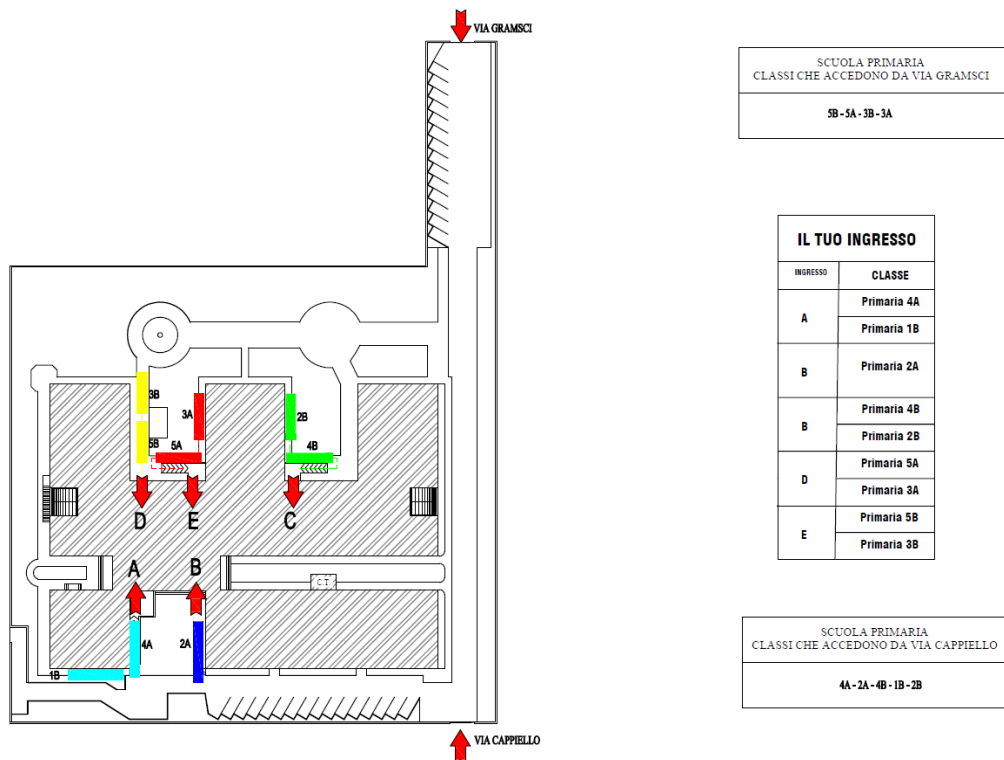 VIA GRAMSCI
SCUOLA PRIMARIA
CLASSI CHE ACCEDONO DA VIA GRAMSCI
5B - 5A - 3B - 3A
IL TUO INGRESSO
INGRESSO CLASSE
A
Primaria 4A
Primaria 1B
B
Primaria 2A
B
Primaria 4B
Primaria 2B
D
Primaria 5A
Primaria 3A
E
Primaria 5B
Primaria 3B
3B
3A
2B
5B
5A
4B
D
E
C
A
B
C.T.
4A
2A
1B
SCUOLA PRIMARIA
CLASSI CHE ACCEDONO DA VIA CAPPIELLO
4A - 2A - 4B - 1B - 2B
VIA CAPPIELLO